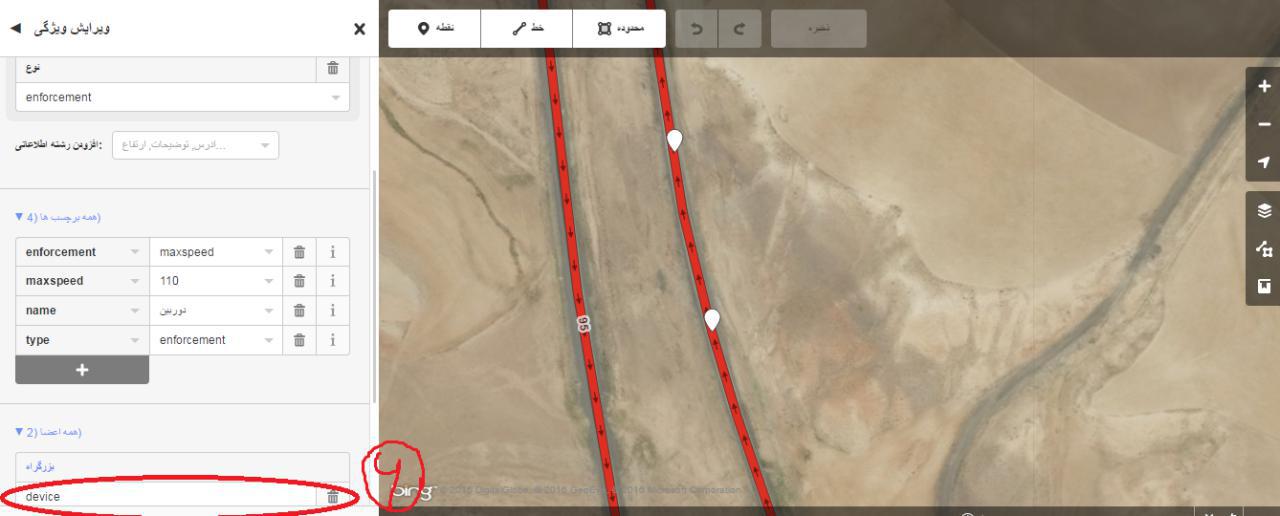 ویرایش ویژگی
نقطه
خط
محدوده
ذخیره
نوع
enforcement
افزودن رشته اطلاعاتی:
آدرس, توضیحات, ارتفاع...
همه برچسب ها (4)
enforcement maxspeed
maxspeed 110
name دوربین
type enforcement
همه اعضا (2)
بزرگراه
device
95
9
bing © 2016 DigitalGlobe, © 2016 GeoEye, © 2016 Microsoft Corporation